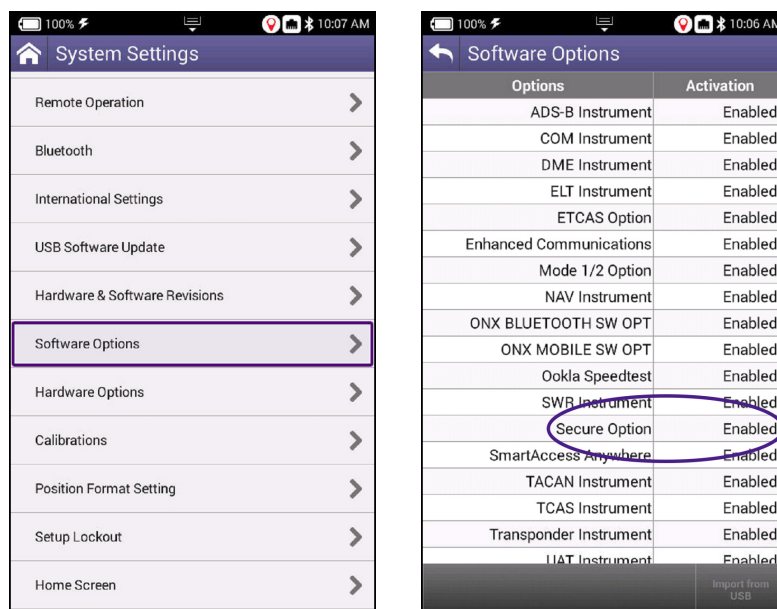 100% 10:07 AM
System Settings
Remote Operation
Bluetooth
International Settings
USB Software Update
Hardware & Software Revisions
Software Options
Hardware Options
Calibrations
Position Format Setting
Setup Lockout
Home Screen
100% 10:06 AM
Software Options
Options Activation
ADS-B Instrument Enabled
COM Instrument Enabled
DME Instrument Enabled
ELT Instrument Enabled
ETCAS Option Enabled
Enhanced Communications Enabled
Mode 1/2 Option Enabled
NAV Instrument Enabled
ONX BLUETOOTH SW OPT Enabled
ONX MOBILE SW OPT Enabled
Ookla Speedtest Enabled
SWR Instrument Enabled
Secure Option Enabled
SmartAccess Anywhere Enabled
TACAN Instrument Enabled
TCAS Instrument Enabled
Transponder Instrument Enabled
UAT Instrument Enabled
Import from
USB